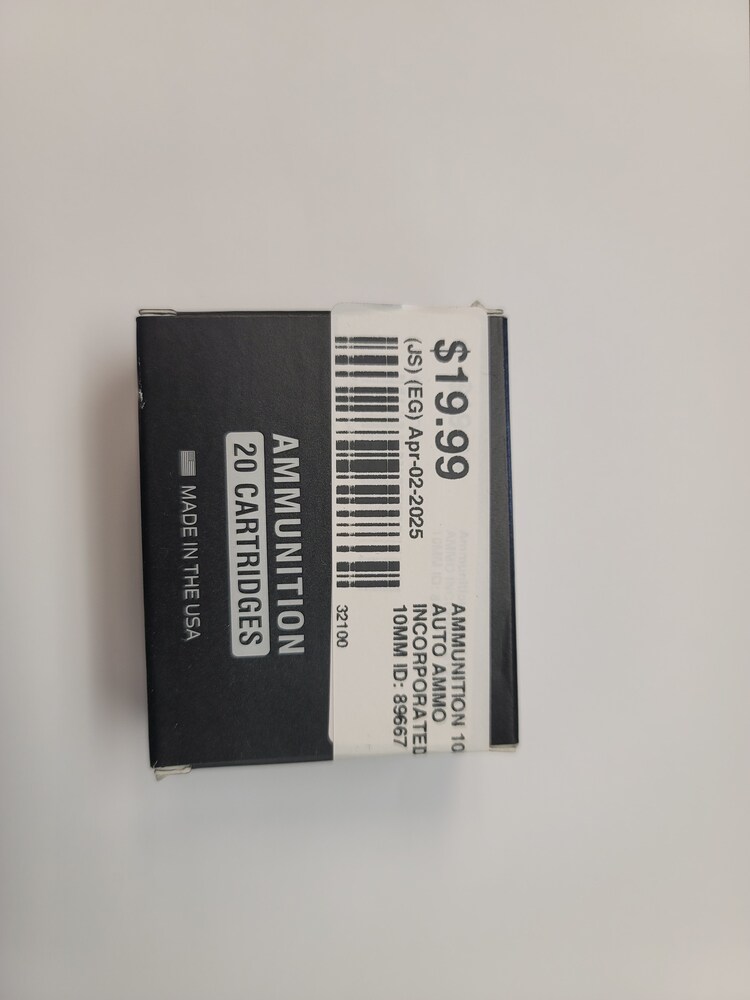 $19.99
(JS) (EG) Apr-02-2025
32100
AMMUNITION 10
AUTO AMMO
INCORPORATED
10MM ID: 89667
AMMUNITION
20 CARTRIDGES
MADE IN THE USA